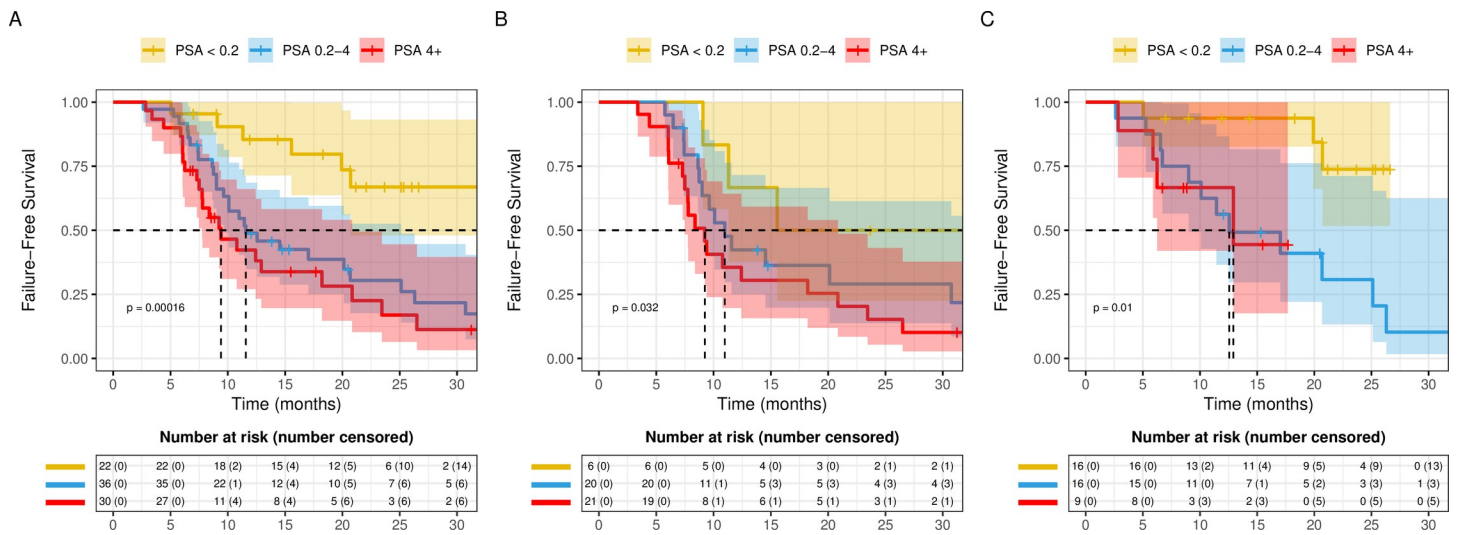 A
PSA < 0.2 PSA 0.2−4 PSA 4+
Failure−Free Survival
1.00
0.75
0.50
0.25
0.00
p = 0.00016
0 5 10 15 20 25 30
Time (months)
Number at risk (number censored)
22 (0) 22 (0) 18 (2) 15 (4) 12 (5) 6 (10) 2 (14)
36 (0) 35 (0) 22 (1) 12 (4) 10 (5) 7 (6) 5 (6)
30 (0) 27 (0) 11 (4) 8 (4) 5 (6) 3 (6) 2 (6)
0 5 10 15 20 25 30
B
PSA < 0.2 PSA 0.2−4 PSA 4+
Failure−Free Survival
1.00
0.75
0.50
0.25
0.00
p = 0.032
0 5 10 15 20 25 30
Time (months)
Number at risk (number censored)
6 (0) 6 (0) 5 (0) 4 (0) 3 (0) 2 (1) 2 (1)
20 (0) 20 (0) 11 (1) 5 (3) 5 (3) 4 (3) 4 (3)
21 (0) 19 (0) 8 (1) 6 (1) 5 (1) 3 (1) 2 (1)
0 5 10 15 20 25 30
C
PSA < 0.2 PSA 0.2−4 PSA 4+
Failure−Free Survival
1.00
0.75
0.50
0.25
0.00
p = 0.01
0 5 10 15 20 25 30
Time (months)
Number at risk (number censored)
16 (0) 16 (0) 13 (2) 11 (4) 9 (5) 4 (9) 0 (13)
16 (0) 15 (0) 11 (0) 7 (1) 5 (2) 3 (3) 1 (3)
9 (0) 8 (0) 3 (3) 2 (3) 0 (5) 0 (5) 0 (5)
0 5 10 15 20 25 30